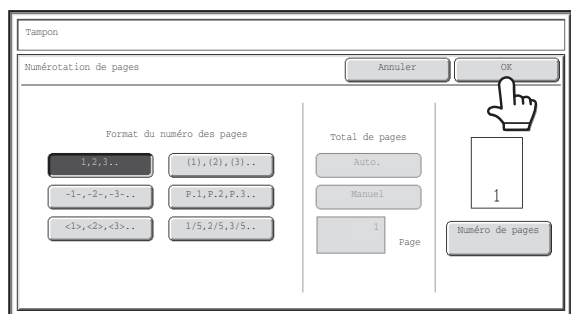 Tampon
Numérotation de pages
Annuler
OK
Format du numéro des pages
Total de pages
1,2,3..
(1),(2),(3)..
Auto.
-1-,-2-,-3-..
P.1,P.2,P.3..
Manuel
1
<1>,<2>,<3>..
1/5,2/5,3/5..
1
Page
Numéro de pages